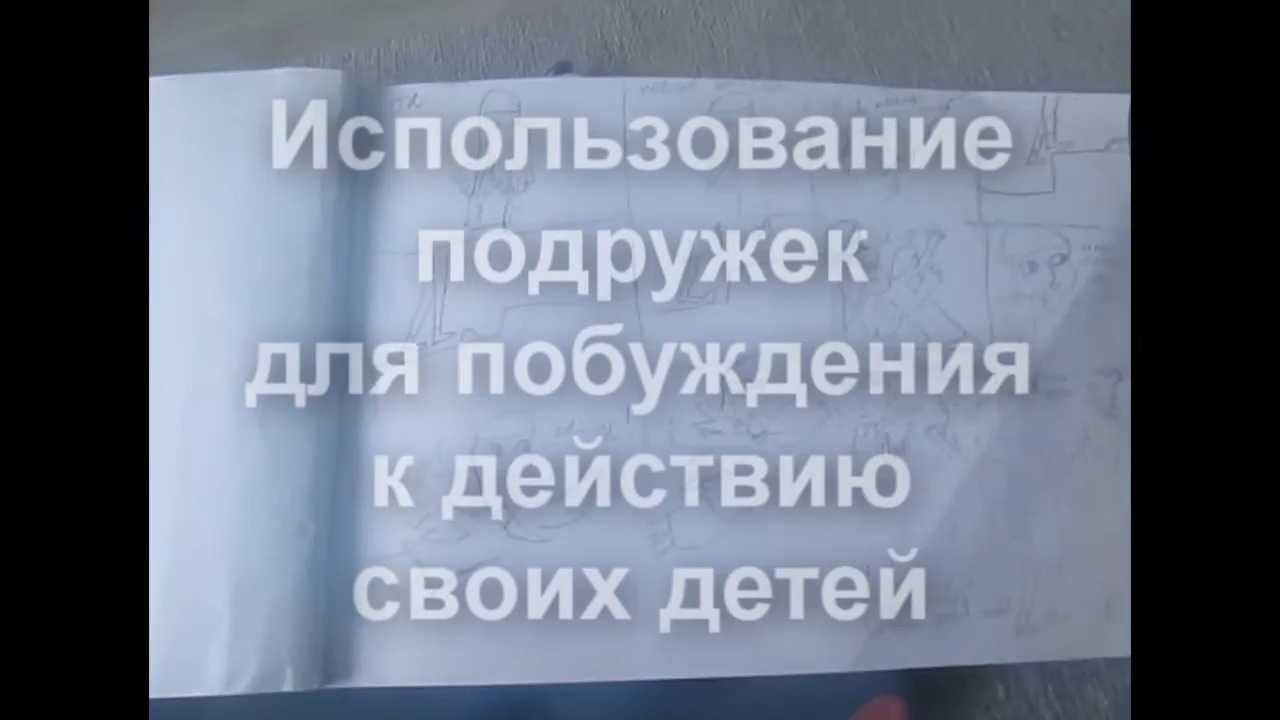 Использование
подружек
для побуждения
к действию
своих детей